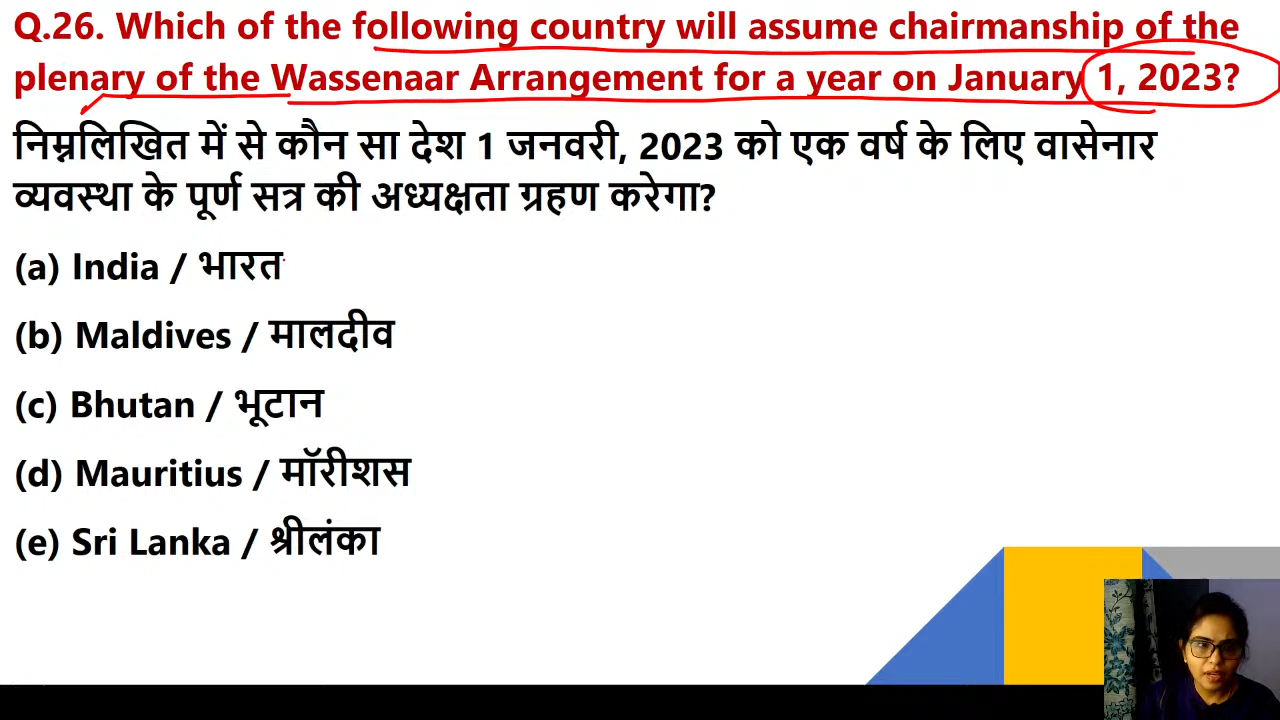 Q.26. Which of the following country will assume chairmanship of the
plenary of the Wassenaar Arrangement for a year on January 1, 2023?
निम्नलिखित में से कौन सा देश 1 जनवरी, 2023 को एक वर्ष के लिए वासेनार
व्यवस्था के पूर्ण सत्र की अध्यक्षता ग्रहण करेगा?
(a) India / भारत
(b) Maldives / मालदीव
(c) Bhutan / भूटान
(d) Mauritius / मॉरीशस
(e) Sri Lanka / श्रीलंका